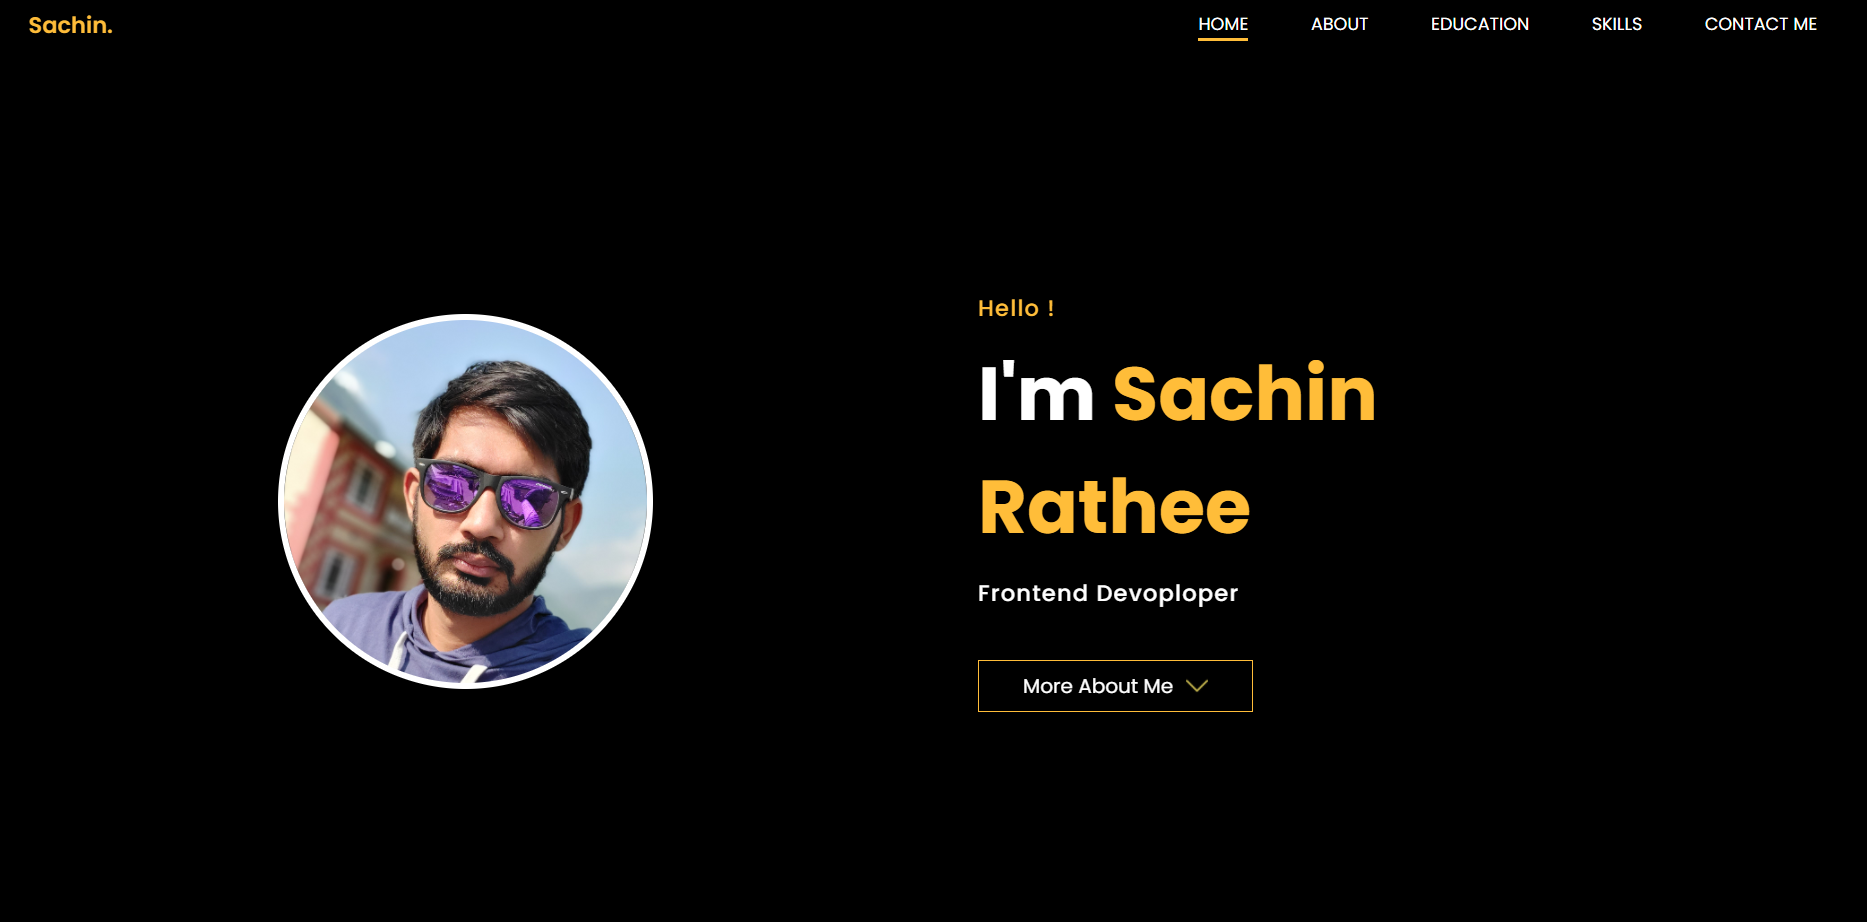 Sachin.
HOME ABOUT EDUCATION SKILLS CONTACT ME
Hello !
I'm Sachin
Rathee
Frontend Devoploper
More About Me